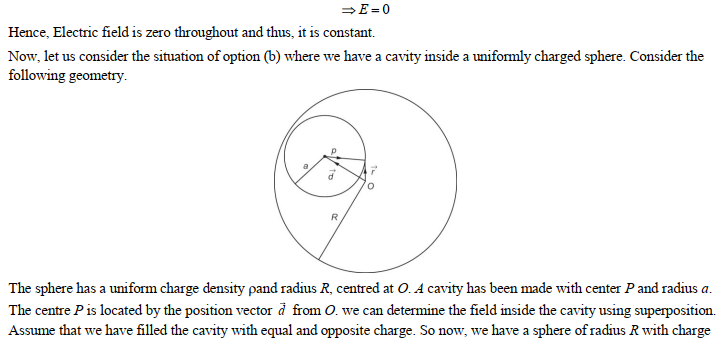 ⇒ E = 0
Hence, Electric field is zero throughout and thus, it is constant.
Now, let us consider the situation of option (b) where we have a cavity inside a uniformly charged sphere. Consider the
following geometry.
P
a
d⃗
r⃗
O
R
The sphere has a uniform charge density ρand radius R, centred at O. A cavity has been made with center P and radius a.
The centre P is located by the position vector d⃗ from O. we can determine the field inside the cavity using superposition.
Assume that we have filled the cavity with equal and opposite charge. So now, we have a sphere of radius R with charge